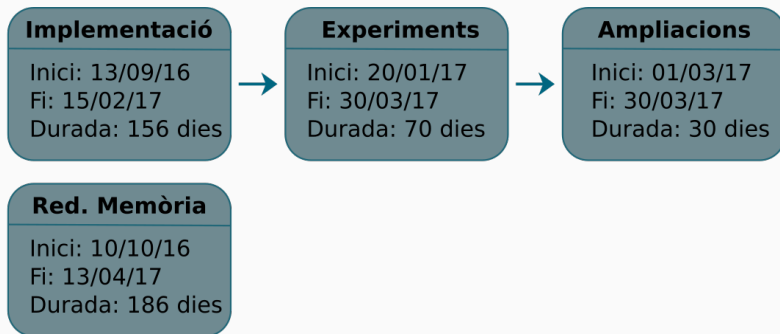 Implementació
Inici: 13/09/16
Fi: 15/02/17
Durada: 156 dies
Experiments
Inici: 20/01/17
Fi: 30/03/17
Durada: 70 dies
Ampliacions
Inici: 01/03/17
Fi: 30/03/17
Durada: 30 dies
Red. Memòria
Inici: 10/10/16
Fi: 13/04/17
Durada: 186 dies